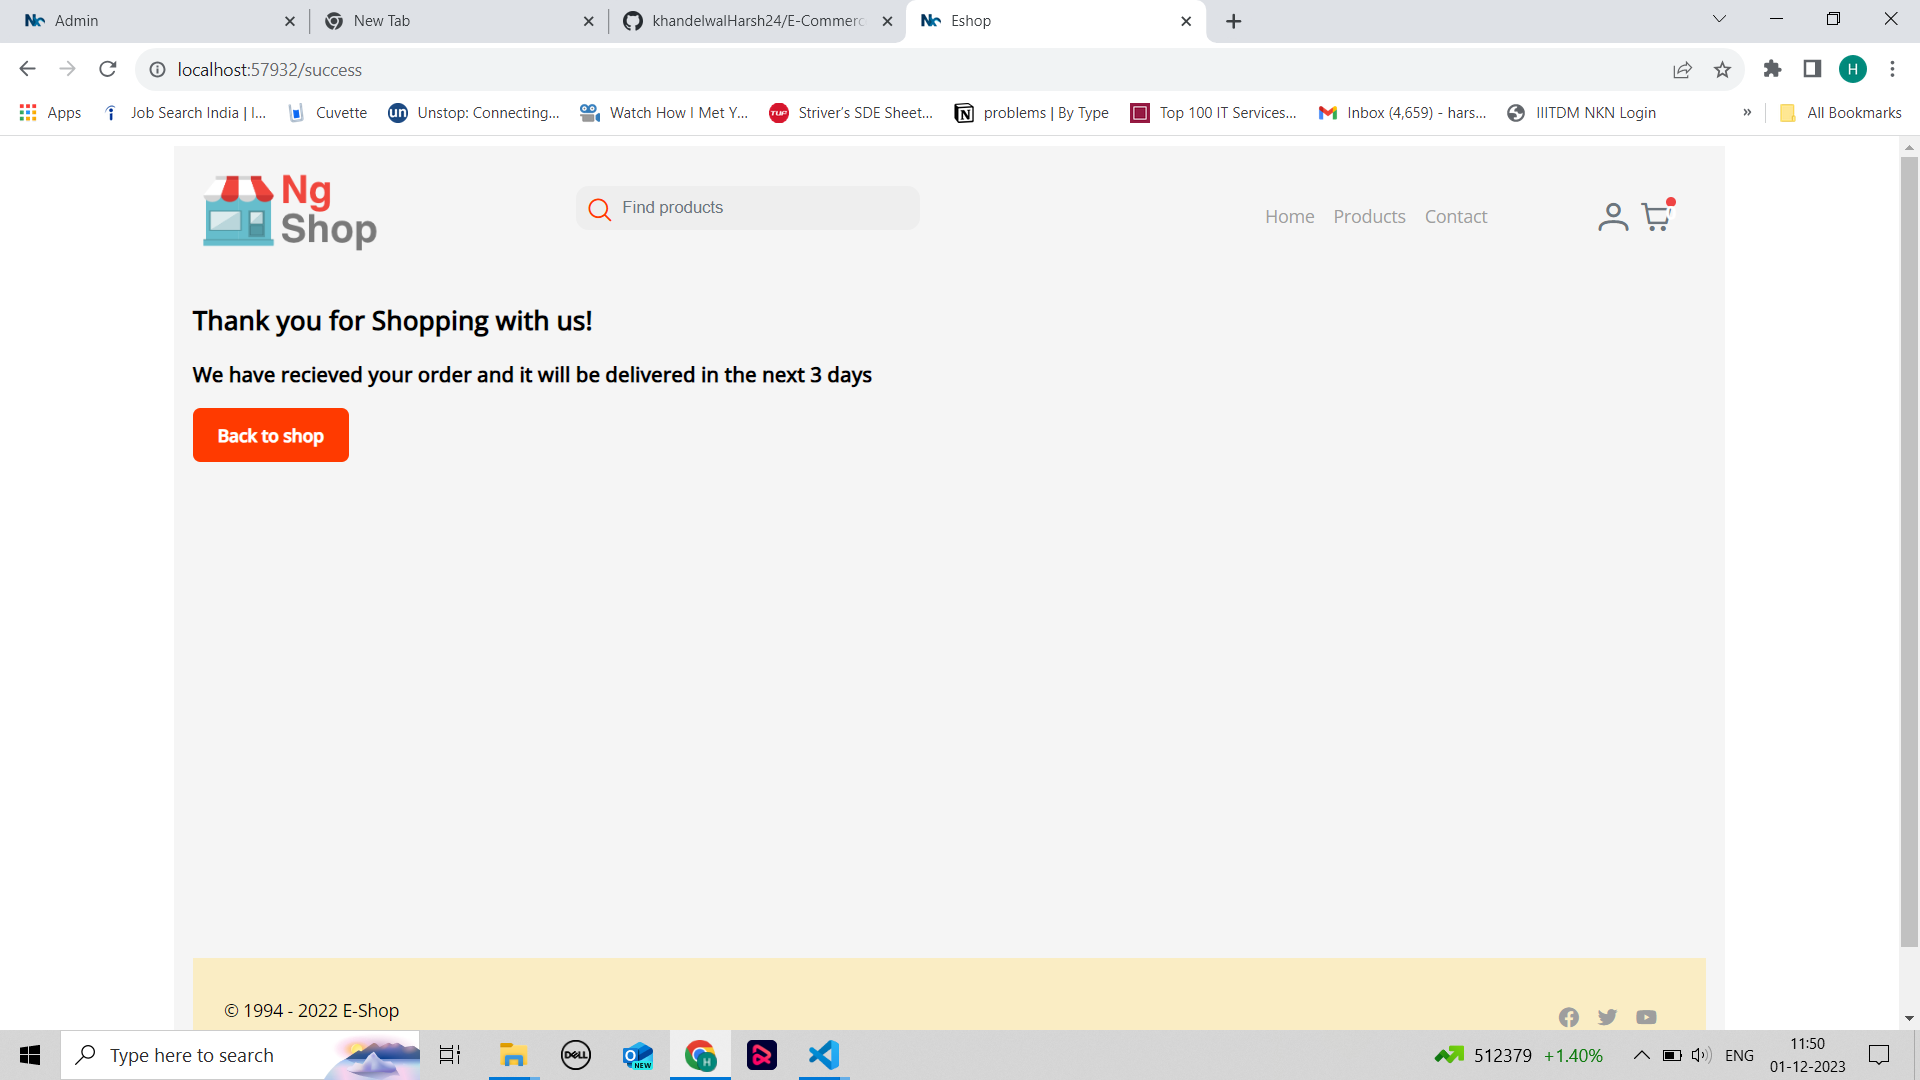 Admin
New Tab
khandelwalHarsh24/E-Commerc
Eshop
localhost:57932/success
H
Apps
Job Search India | I...
Cuvette
un
Unstop: Connecting...
Watch How I Met Y...
TUF
Striver's SDE Sheet...
problems | By Type
Top 100 IT Services...
Inbox (4,659) - hars...
IIITDM NKN Login
»
All Bookmarks
Ng
Shop
Find products
Home
Products
Contact
Thank you for Shopping with us!
We have recieved your order and it will be delivered in the next 3 days
Back to shop
© 1994 - 2022 E-Shop
Type here to search
DELL
NEW
H
512379 +1.40%
ENG
11:50
01-12-2023